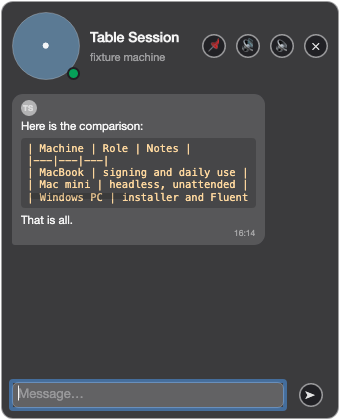 Table Session
fixture machine
TS
Here is the comparison:
| Machine | Role | Notes |
|---|---|---|
| MacBook | signing and daily use |
| Mac mini | headless, unattended |
| Windows PC | installer and Fluent
That is all.
16:14
Message…